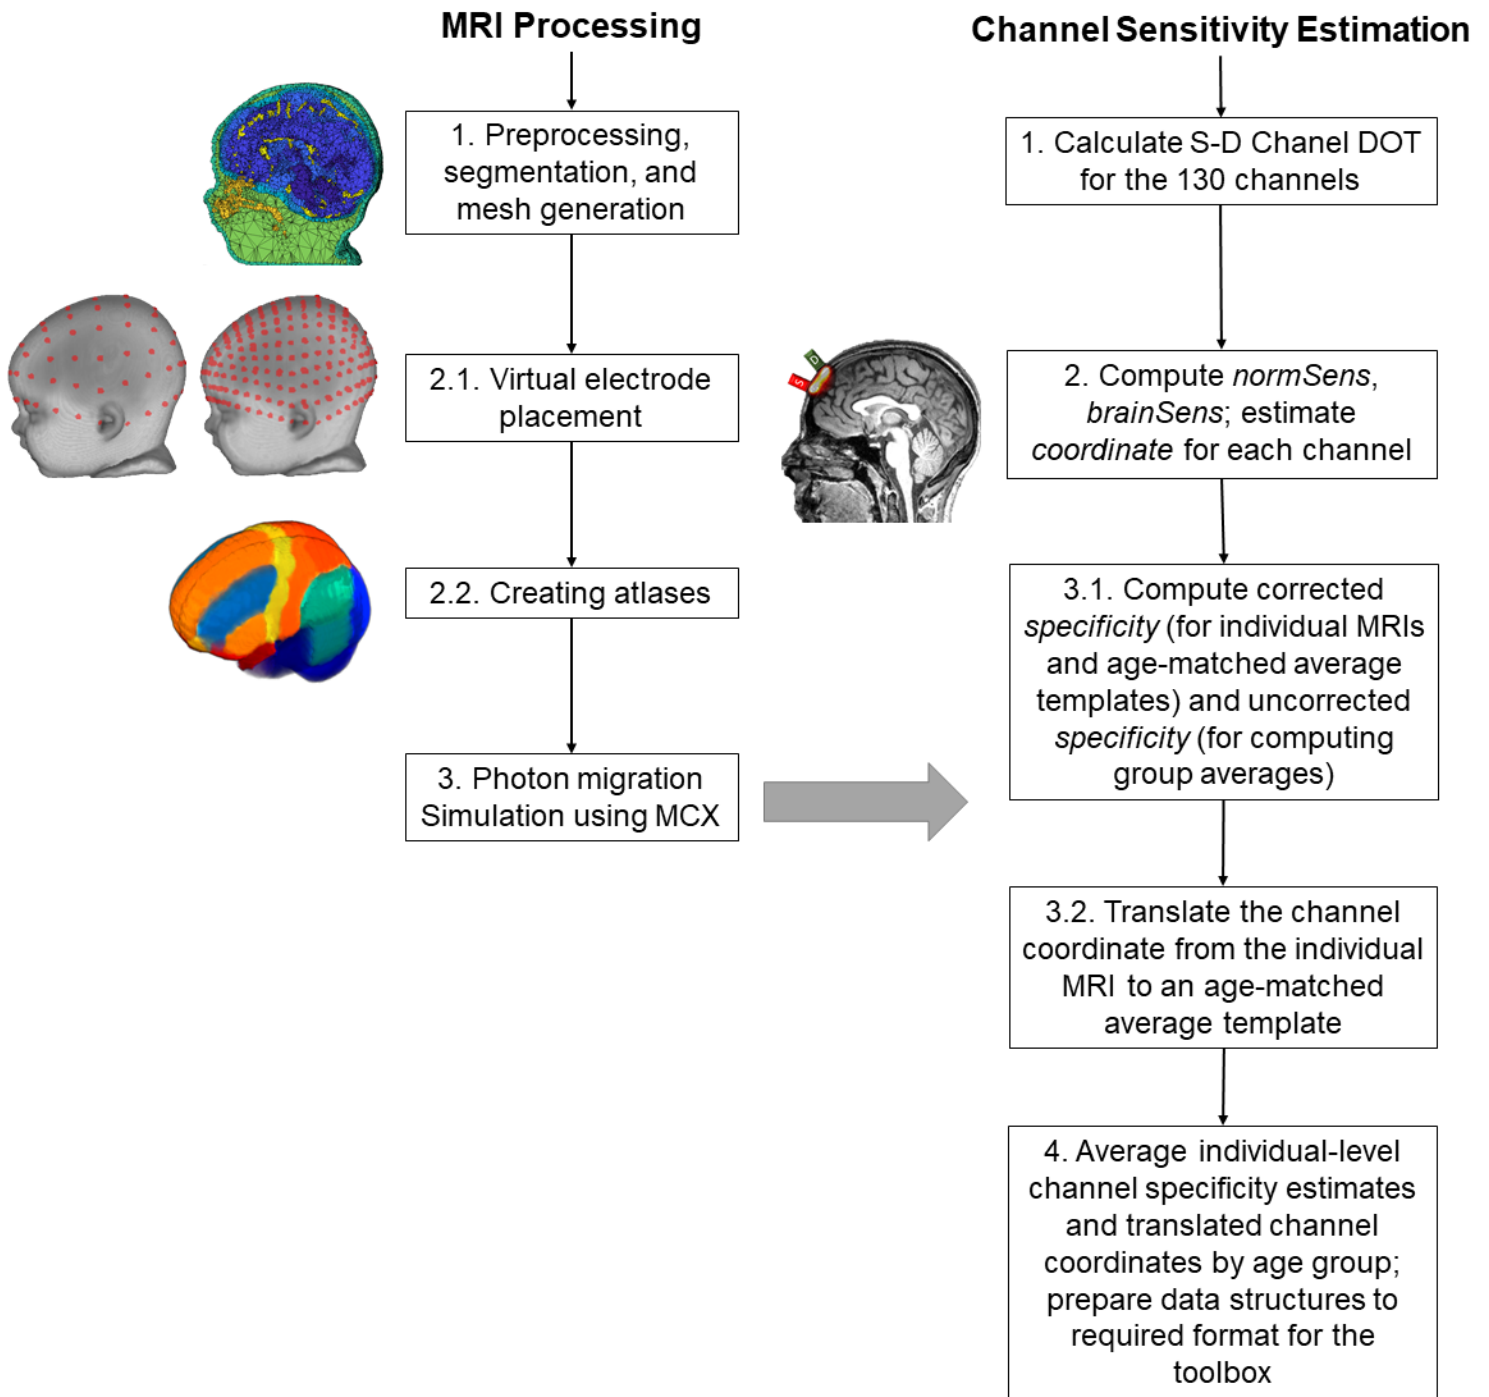 MRI Processing
1. Preprocessing,
segmentation, and
mesh generation
2.1. Virtual electrode
placement
2.2. Creating atlases
3. Photon migration
Simulation using MCX
Channel Sensitivity Estimation
1. Calculate S-D Chanel DOT
for the 130 channels
S
D
2. Compute normSens,
brainSens; estimate
coordinate for each channel
3.1. Compute corrected
specificity (for individual MRIs
and age-matched average
templates) and uncorrected
specificity (for computing
group averages)
3.2. Translate the channel
coordinate from the individual
MRI to an age-matched
average template
4. Average individual-level
channel specificity estimates
and translated channel
coordinates by age group;
prepare data structures to
required format for the
toolbox